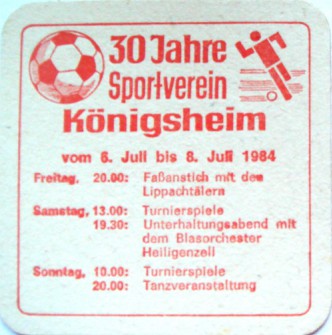 30 Jahre
Sportverein
Königsheim
vom 6. Juli bis 8. Juli 1984
Freitag, 20.00: Faßanstich mit den
Lippachtälern
Samstag, 13.00: Turnierspiele
19.30: Unterhaltungsabend mit
dem Blasorchester
Heiligenzell
Sonntag, 10.00: Turnierspiele
20.00: Tanzveranstaltung